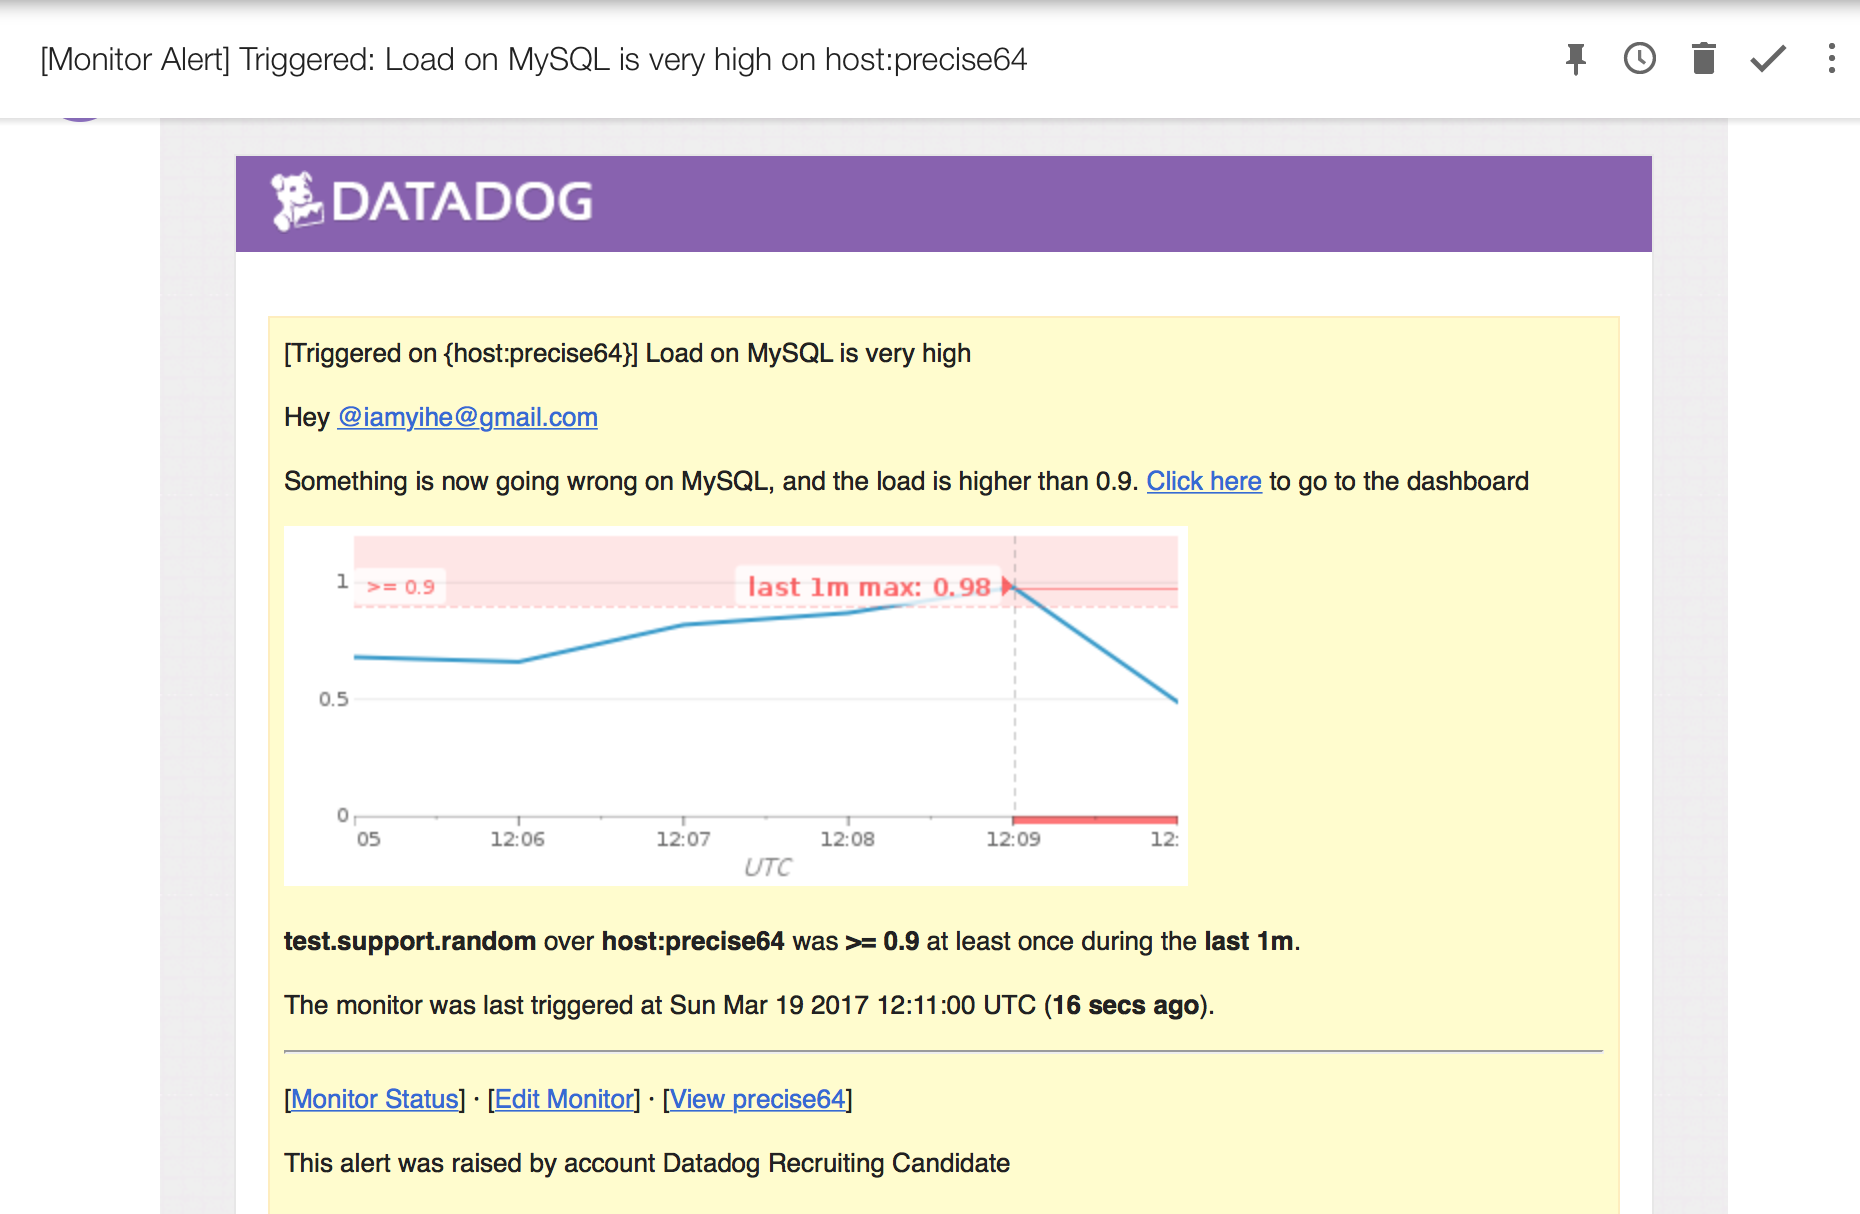 [Monitor Alert] Triggered: Load on MySQL is very high on host:precise64
DATADOG
[Triggered on {host:precise64}] Load on MySQL is very high
Hey @iamyihe@gmail.com
Something is now going wrong on MySQL, and the load is higher than 0.9. Click here to go to the dashboard
1
>= 0.9
last 1m max: 0.98
0.5
0
05 12:06 12:07 12:08 12:09 12:
UTC
test.support.random over host:precise64 was >= 0.9 at least once during the last 1m.
The monitor was last triggered at Sun Mar 19 2017 12:11:00 UTC (16 secs ago).
[Monitor Status] · [Edit Monitor] · [View precise64]
This alert was raised by account Datadog Recruiting Candidate